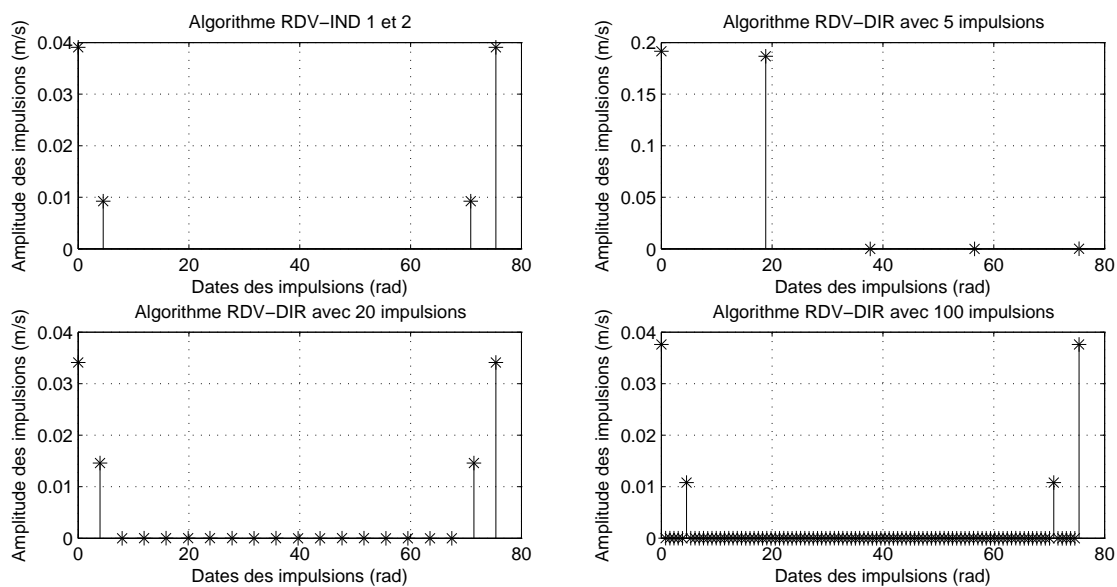 Algorithme RDV−IND 1 et 2
Amplitude des impulsions (m/s)
0.04
0.03
0.02
0.01
0
0 20 40 60 80
Dates des impulsions (rad)
Algorithme RDV−DIR avec 5 impulsions
Amplitude des impulsions (m/s)
0.2
0.15
0.1
0.05
0
0 20 40 60 80
Dates des impulsions (rad)
Algorithme RDV−DIR avec 20 impulsions
Amplitude des impulsions (m/s)
0.04
0.03
0.02
0.01
0
0 20 40 60 80
Dates des impulsions (rad)
Algorithme RDV−DIR avec 100 impulsions
Amplitude des impulsions (m/s)
0.04
0.03
0.02
0.01
0
0 20 40 60 80
Dates des impulsions (rad)